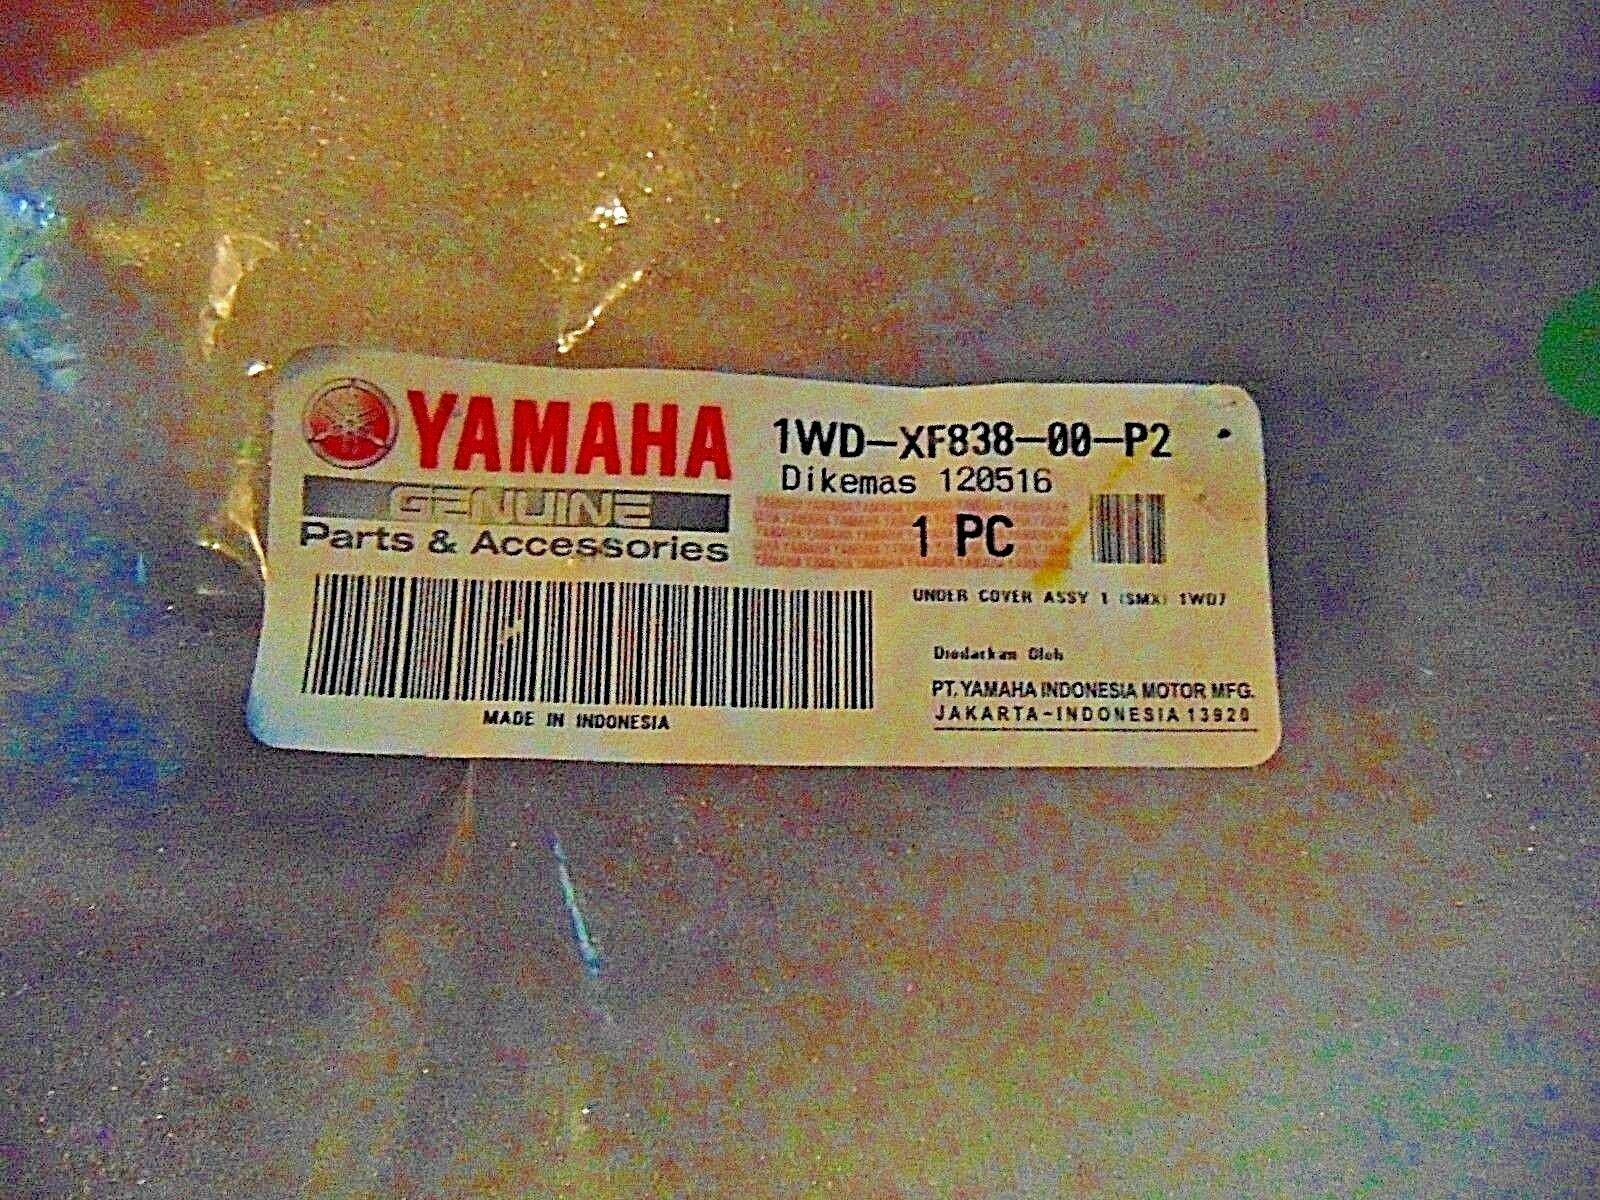 YAMAHA
GENUINE
Parts & Accessories
1WD-XF838-00-P2
Dikemas 120516
1 PC
UNDER COVER ASSY 1 (SMX) 1WD7
MADE IN INDONESIA
Oleh
PT. YAMAHA INDONESIA MOTOR MFG.
JAKARTA-INDONESIA 13920